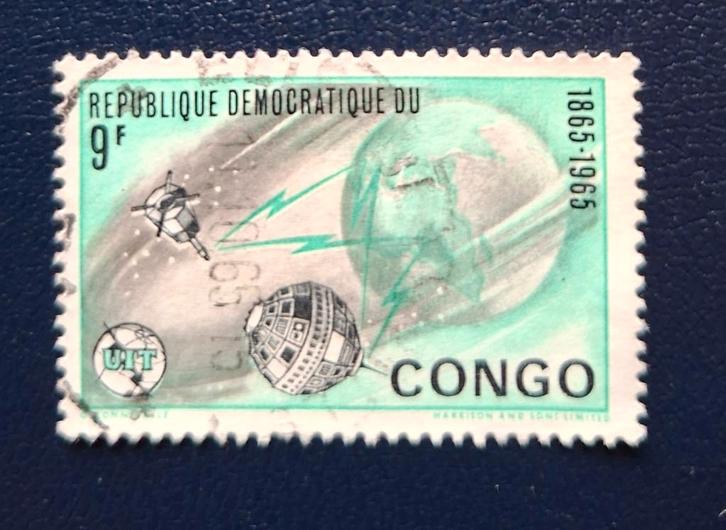 REPUBLIQUE DEMOCRATIQUE DU
9F
1865-1965
UIT
CONGO
HARRISON AND SONS LIMITED